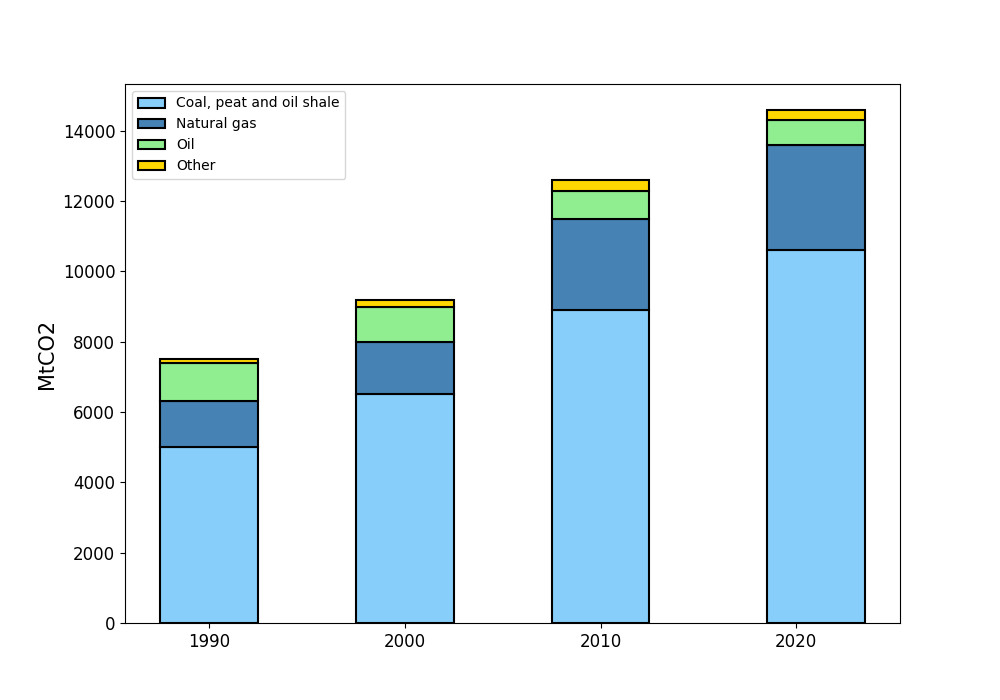 Coal, peat and oil shale
Natural gas
Oil
Other
MtCO2
14000
12000
10000
8000
6000
4000
2000
0
1990 2000 2010 2020